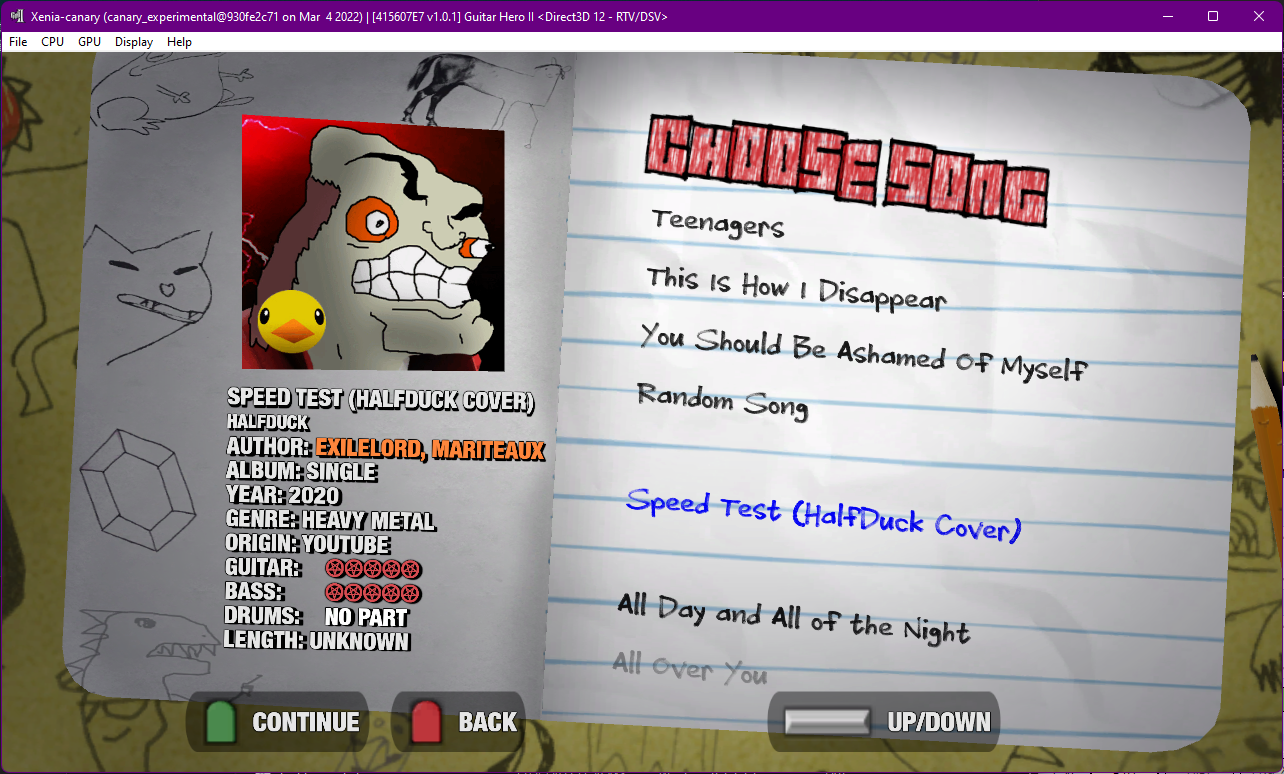 Xenia-canary (canary_experimental@930fe2c71 on Mar 4 2022) | [415607E7 v1.0.1] Guitar Hero II <Direct3D 12 - RTV/DSV>
File CPU GPU Display Help
CHOOSE SONG
Teenagers
This Is How I Disappear
You Should Be Ashamed Of Myself
Random Song
Speed Test (HalfDuck Cover)
All Day and All of the Night
All Over You
SPEED TEST (HALFDUCK COVER)
HALFDUCK
AUTHOR: EXILELORD, MARITEAUX
ALBUM: SINGLE
YEAR: 2020
GENRE: HEAVY METAL
ORIGIN: YOUTUBE
GUITAR:
BASS:
DRUMS: NO PART
LENGTH: UNKNOWN
CONTINUE BACK UP/DOWN